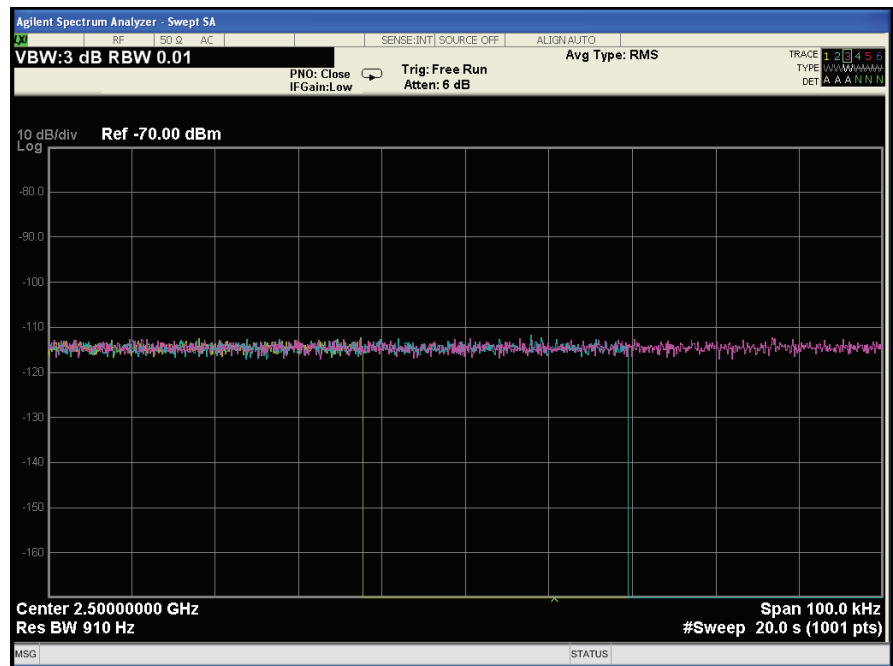 Agilent Spectrum Analyzer - Swept SA
LXI RF 50 Ω AC SENSE:INT SOURCE OFF ALIGN AUTO
VBW:3 dB RBW 0.01
PNO: Close
IFGain:Low
Trig: Free Run
Atten: 6 dB
Avg Type: RMS
TRACE 1 2 3 4 5 6
TYPE
DET A A A N N N
10 dB/div Ref -70.00 dBm
Log
-80.0
-90.0
-100
-110
-120
-130
-140
-150
-160
Center 2.50000000 GHz Span 100.0 kHz
Res BW 910 Hz #Sweep 20.0 s (1001 pts)
MSG STATUS